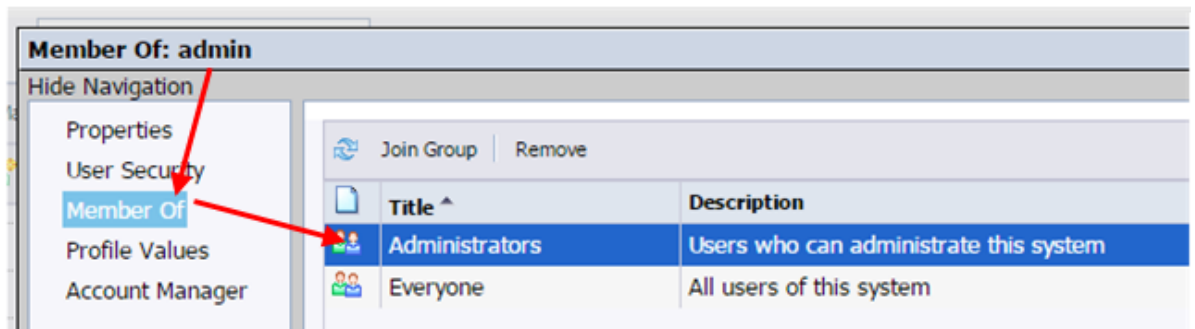 Member Of: admin
Hide Navigation
Properties
User Security
Member Of
Profile Values
Account Manager
Join Group Remove
Title Description
Administrators Users who can administrate this system
Everyone All users of this system